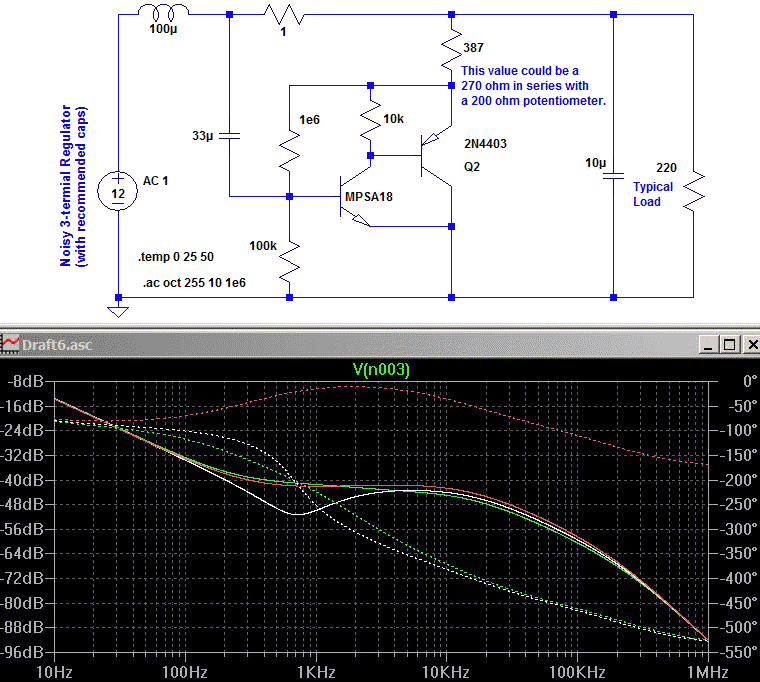 100µ
1
387
This value could be a
270 ohm in series with
a 200 ohm potentiometer.
1e6
10k
33µ
2N4403
Q2
Noisy 3-termial Regulator
(with recommended caps)
AC 1
12
MPSA18
10µ
220
Typical
Load
100k
.temp 0 25 50
.ac oct 255 10 1e6
Draft6.asc
V(n003)
-8dB
-16dB
-24dB
-32dB
-40dB
-48dB
-56dB
-64dB
-72dB
-80dB
-88dB
-96dB
0°
-50°
-100°
-150°
-200°
-250°
-300°
-350°
-400°
-450°
-500°
-550°
10Hz
100Hz
1KHz
10KHz
100KHz
1MHz